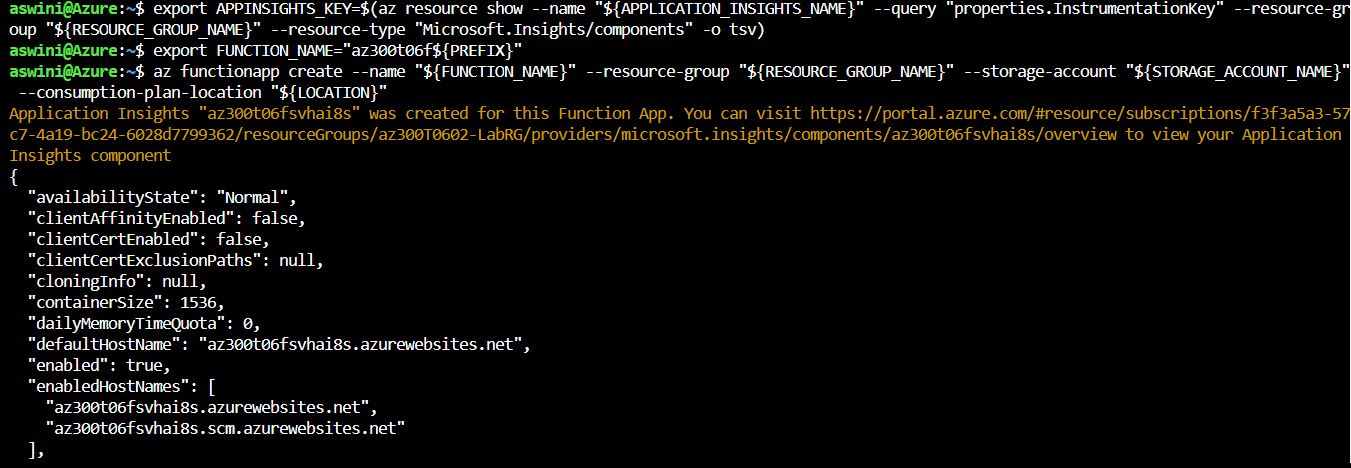 aswini@Azure:~$ export APPINSIGHTS_KEY=$(az resource show --name "${APPLICATION_INSIGHTS_NAME}" --query "properties.InstrumentationKey" --resource-gr
oup "${RESOURCE_GROUP_NAME}" --resource-type "Microsoft.Insights/components" -o tsv)
aswini@Azure:~$ export FUNCTION_NAME="az300t06f${PREFIX}"
aswini@Azure:~$ az functionapp create --name "${FUNCTION_NAME}" --resource-group "${RESOURCE_GROUP_NAME}" --storage-account "${STORAGE_ACCOUNT_NAME}"
 --consumption-plan-location "${LOCATION}"
Application Insights "az300t06fsvhai8s" was created for this Function App. You can visit https://portal.azure.com/#resource/subscriptions/f3f3a5a3-57
c7-4a19-bc24-6028d7799362/resourceGroups/az300T0602-LabRG/providers/microsoft.insights/components/az300t06fsvhai8s/overview to view your Application
Insights component
{
  "availabilityState": "Normal",
  "clientAffinityEnabled": false,
  "clientCertEnabled": false,
  "clientCertExclusionPaths": null,
  "cloningInfo": null,
  "containerSize": 1536,
  "dailyMemoryTimeQuota": 0,
  "defaultHostName": "az300t06fsvhai8s.azurewebsites.net",
  "enabled": true,
  "enabledHostNames": [
    "az300t06fsvhai8s.azurewebsites.net",
    "az300t06fsvhai8s.scm.azurewebsites.net"
  ],